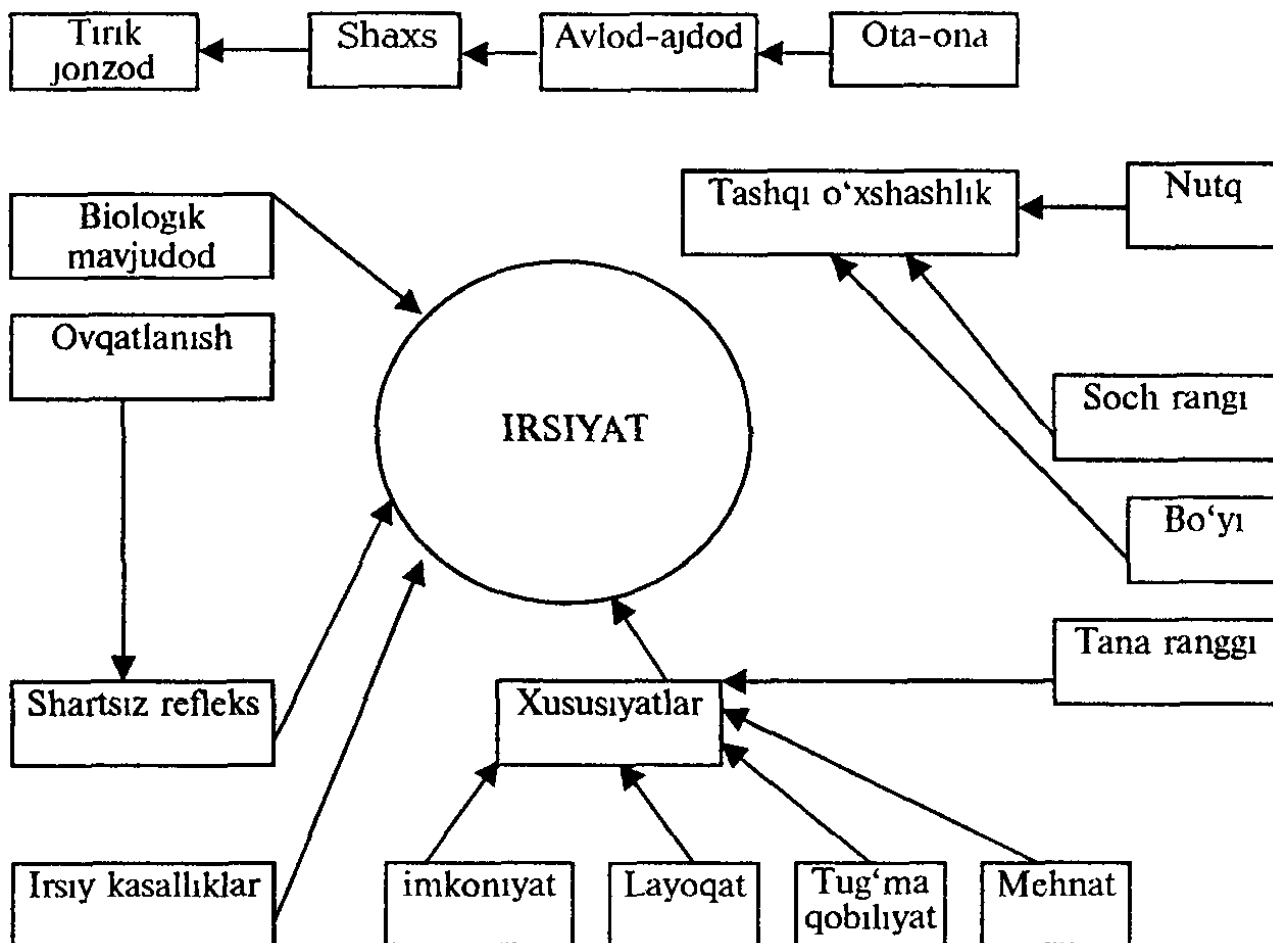 Tirik
jonzod
Shaxs
Avlod-ajdod
Ota-ona
Biologik
mavjudod
Tashqi o‘xshashlik
Nutq
Ovqatlanish
Soch rangi
IRSIYAT
Bo‘yi
Tana ranggi
Shartsiz refleks
Xususiyatlar
Irsiy kasalliklar
imkoniyat
Layoqat
Tug‘ma
qobiliyat
Mehnat